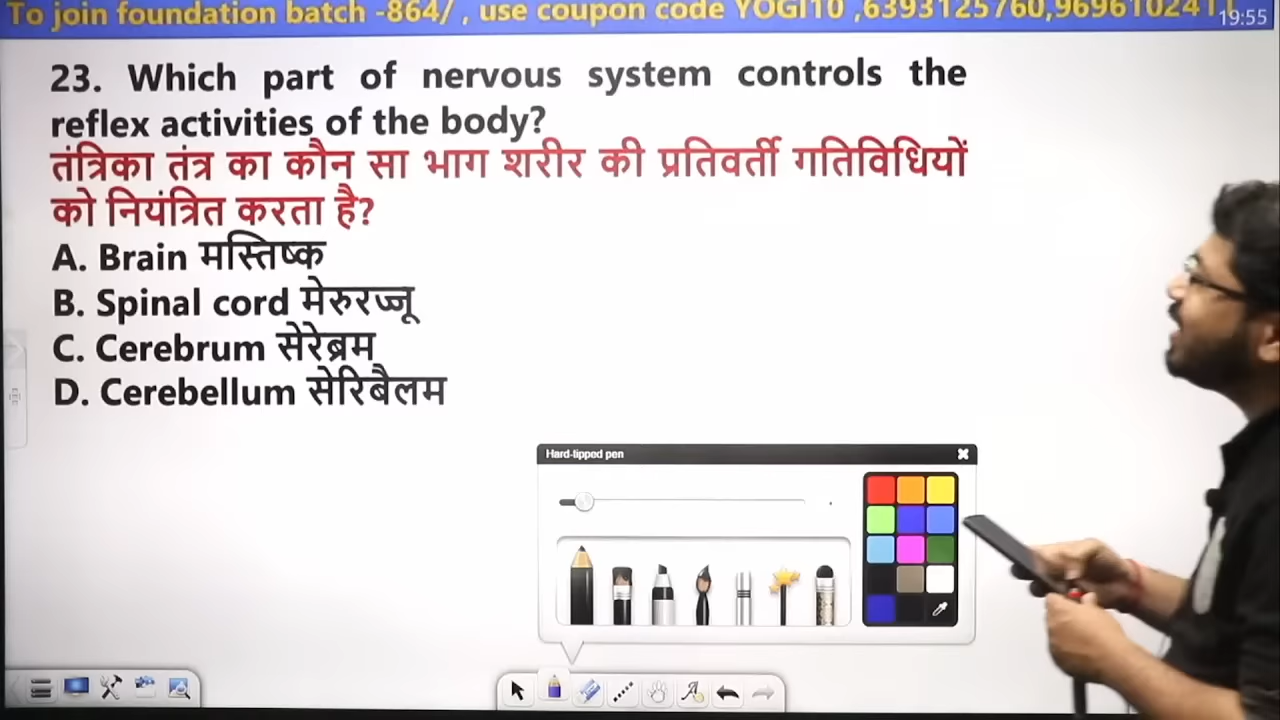 To join foundation batch -864/ , use coupon code YOGI10 ,6393125760,
19:55
23. Which part of nervous system controls the
reflex activities of the body?
तंत्रिका तंत्र का कौन सा भाग शरीर की प्रतिवर्ती गतिविधियों
को नियंत्रित करता है?
A. Brain मस्तिष्क
B. Spinal cord मेरुरज्जू
C. Cerebrum सेरेब्रम
D. Cerebellum सेरिबैलम
Hard-tipped pen